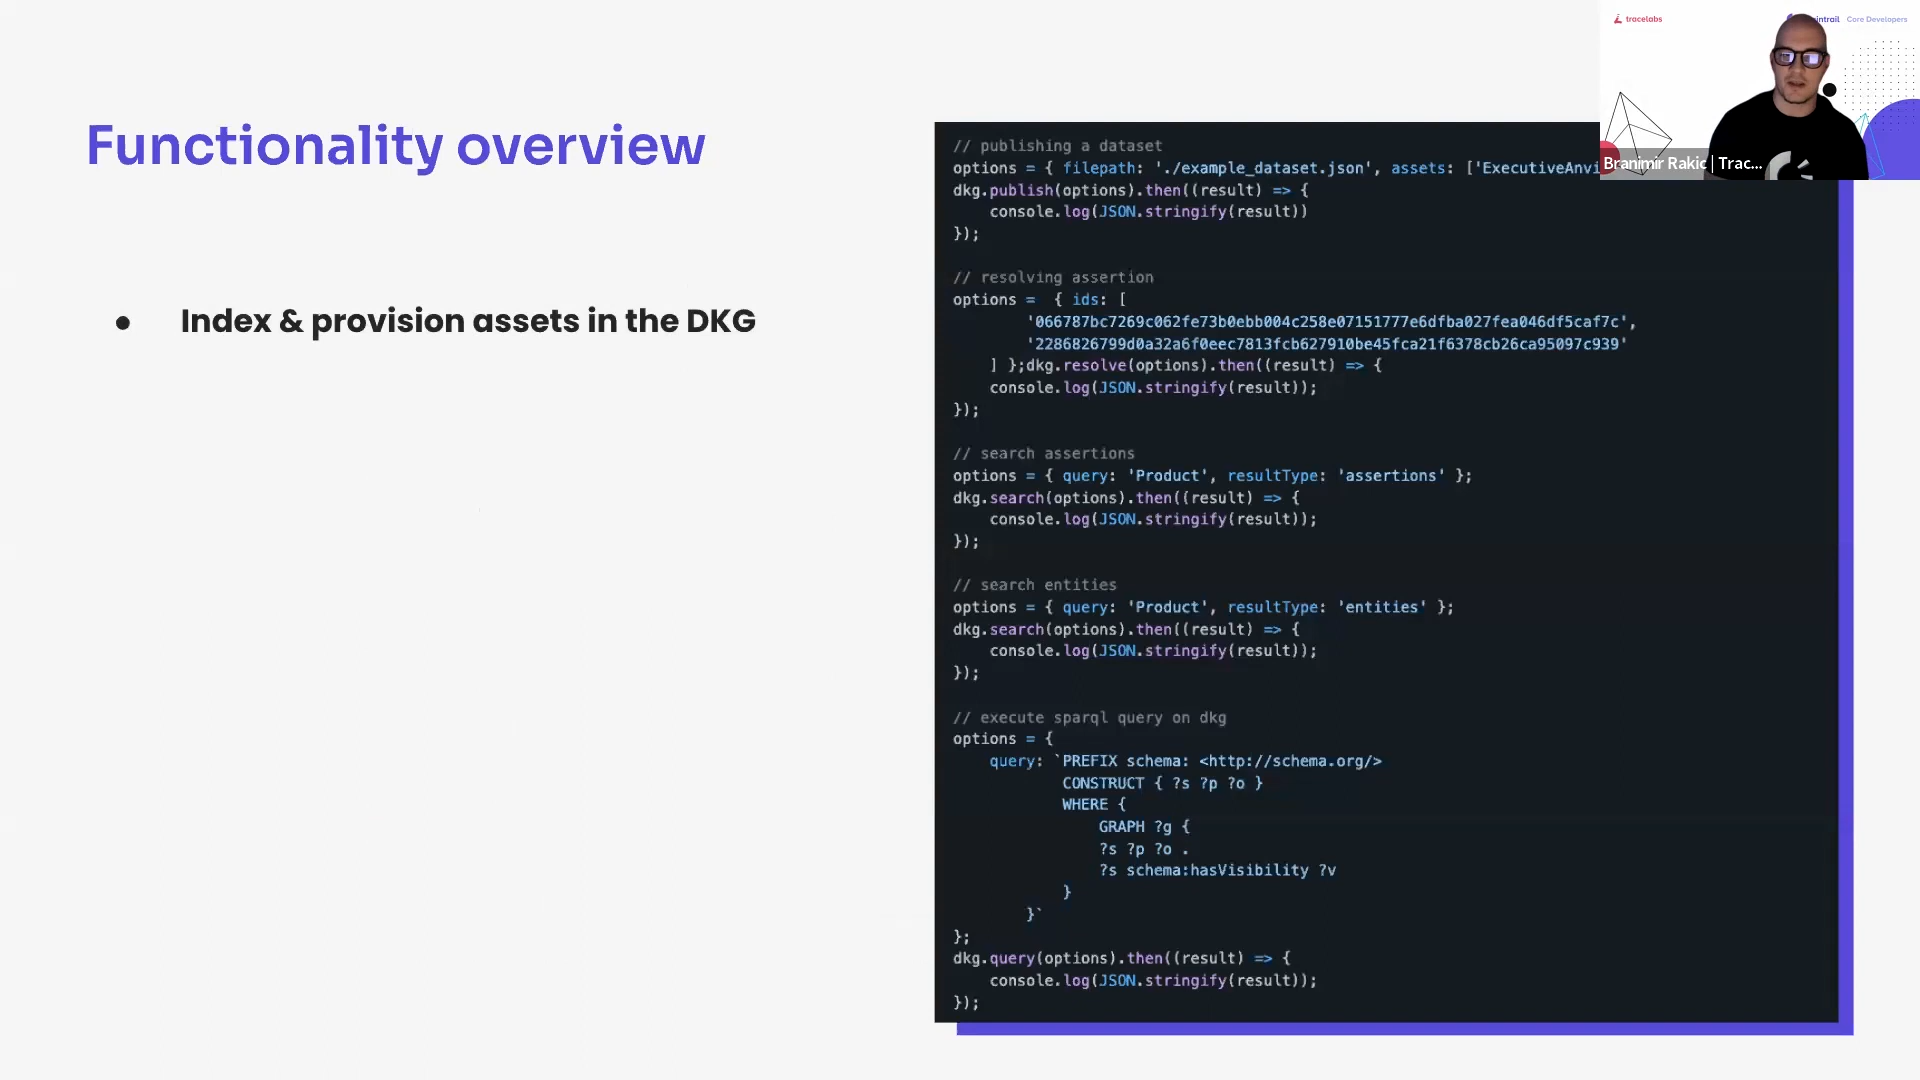 tracelabs
Core Developers
Branimir Rakic | Trac...
Functionality overview
● Index & provision assets in the DKG
// publishing a dataset
options = { filepath: './example_dataset.json', assets: ['ExecutiveAnvi
dkg.publish(options).then((result) => {
    console.log(JSON.stringify(result))
});
// resolving assertion
options =  { ids: [
        '066787bc7269c062fe73b0ebb004c258e07151777e6dfba027fea046df5caf7c',
        '2286826799d0a32a6f0eec7813fcb627910be45fca21f6378cb26ca95097c939'
    ] };dkg.resolve(options).then((result) => {
    console.log(JSON.stringify(result));
});
// search assertions
options = { query: 'Product', resultType: 'assertions' };
dkg.search(options).then((result) => {
    console.log(JSON.stringify(result));
});
// search entities
options = { query: 'Product', resultType: 'entities' };
dkg.search(options).then((result) => {
    console.log(JSON.stringify(result));
});
// execute sparql query on dkg
options = {
    query: `PREFIX schema: <http://schema.org/>
            CONSTRUCT { ?s ?p ?o }
            WHERE {
                GRAPH ?g {
                ?s ?p ?o .
                ?s schema:hasVisibility ?v
            }
        }`
};
dkg.query(options).then((result) => {
    console.log(JSON.stringify(result));
});